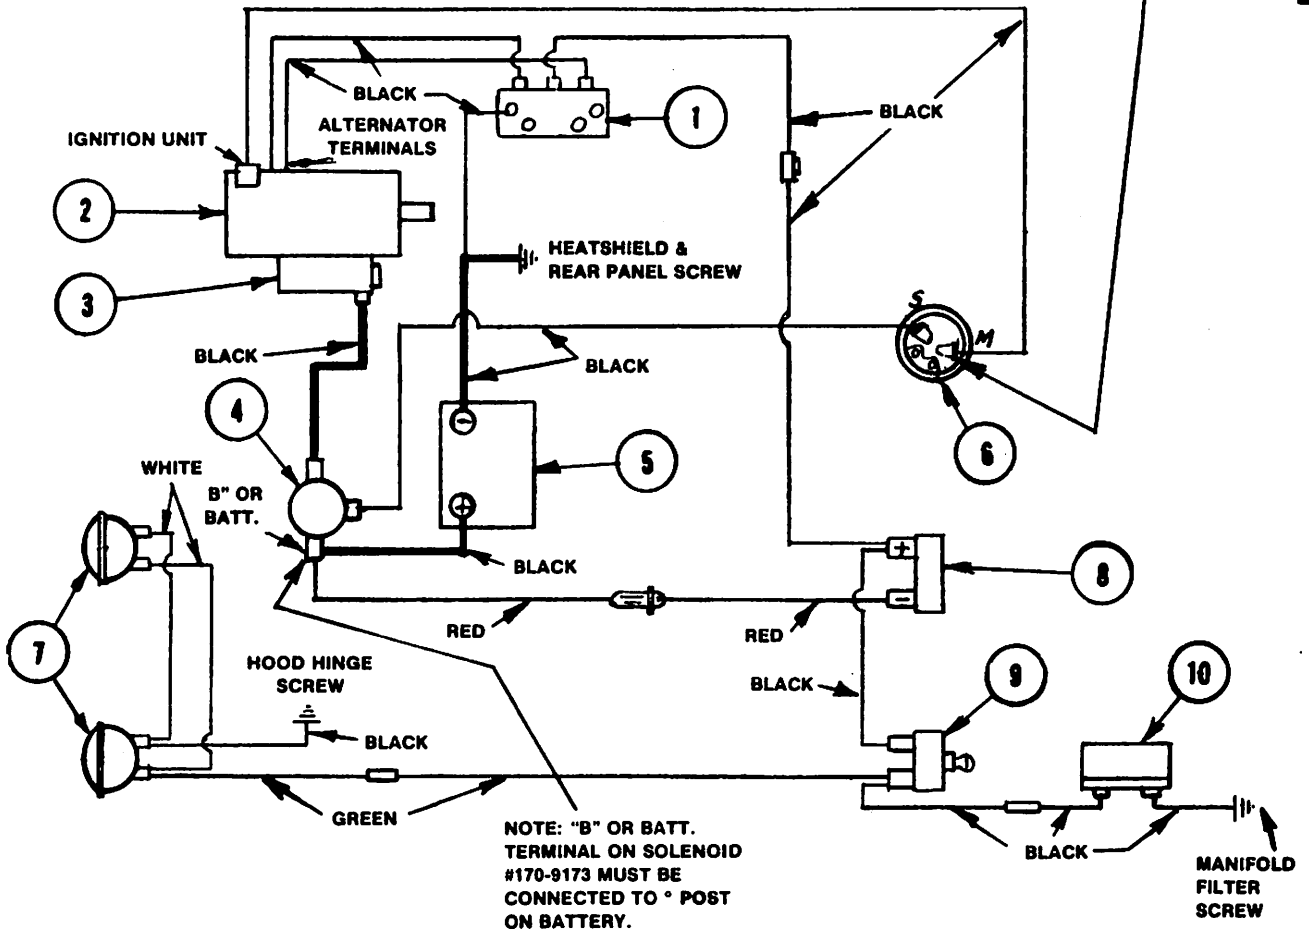 BLACK
BLACK
1
ALTERNATOR
TERMINALS
IGNITION UNIT
2
HEATSHIELD &
REAR PANEL SCREW
3
S
M
BLACK
BLACK
4
5
6
WHITE
B" OR
BATT.
+
-
BLACK
8
RED
RED
7
HOOD HINGE
SCREW
BLACK
9
10
BLACK
GREEN
NOTE: "B" OR BATT.
TERMINAL ON SOLENOID
#170-9173 MUST BE
CONNECTED TO ° POST
ON BATTERY.
BLACK
MANIFOLD
FILTER
SCREW